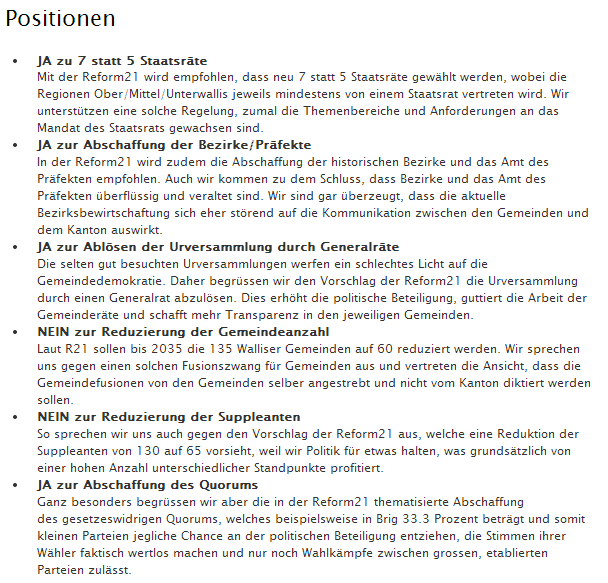 Positionen
• JA zu 7 statt 5 Staatsräte
Mit der Reform21 wird empfohlen, dass neu 7 statt 5 Staatsräte gewählt werden, wobei die
Regionen Ober/Mittel/Unterwallis jeweils mindestens von einem Staatsrat vertreten wird. Wir
unterstützen eine solche Regelung, zumal die Themenbereiche und Anforderungen an das
Mandat des Staatsrats gewachsen sind.
• JA zur Abschaffung der Bezirke/Präfekte
In der Reform21 wird zudem die Abschaffung der historischen Bezirke und das Amt des
Präfekten empfohlen. Auch wir kommen zu dem Schluss, dass Bezirke und das Amt des
Präfekten überflüssig und veraltet sind. Wir sind gar überzeugt, dass die aktuelle
Bezirksbewirtschaftung sich eher störend auf die Kommunikation zwischen den Gemeinden und
dem Kanton auswirkt.
• JA zur Ablösen der Urversammlung durch Generalräte
Die selten gut besuchten Urversammlungen werfen ein schlechtes Licht auf die
Gemeindedemokratie. Daher begrüssen wir den Vorschlag der Reform21 die Urversammlung
durch einen Generalrat abzulösen. Dies erhöht die politische Beteiligung, guttiert die Arbeit der
Gemeinderäte und schafft mehr Transparenz in den jeweiligen Gemeinden.
• NEIN zur Reduzierung der Gemeindeanzahl
Laut R21 sollen bis 2035 die 135 Walliser Gemeinden auf 60 reduziert werden. Wir sprechen
uns gegen einen solchen Fusionszwang für Gemeinden aus und vertreten die Ansicht, dass die
Gemeindefusionen von den Gemeinden selber angestrebt und nicht vom Kanton diktiert werden
sollen.
• NEIN zur Reduzierung der Suppleanten
So sprechen wir uns auch gegen den Vorschlag der Reform21 aus, welche eine Reduktion der
Suppleanten von 130 auf 65 vorsieht, weil wir Politik für etwas halten, was grundsätzlich von
einer hohen Anzahl unterschiedlicher Standpunkte profitiert.
• JA zur Abschaffung des Quorums
Ganz besonders begrüssen wir aber die in der Reform21 thematisierte Abschaffung
des gesetzeswidrigen Quorums, welches beispielsweise in Brig 33.3 Prozent beträgt und somit
kleinen Parteien jegliche Chance an der politischen Beteiligung entziehen, die Stimmen ihrer
Wähler faktisch wertlos machen und nur noch Wahlkämpfe zwischen grossen, etablierten
Parteien zulässt.